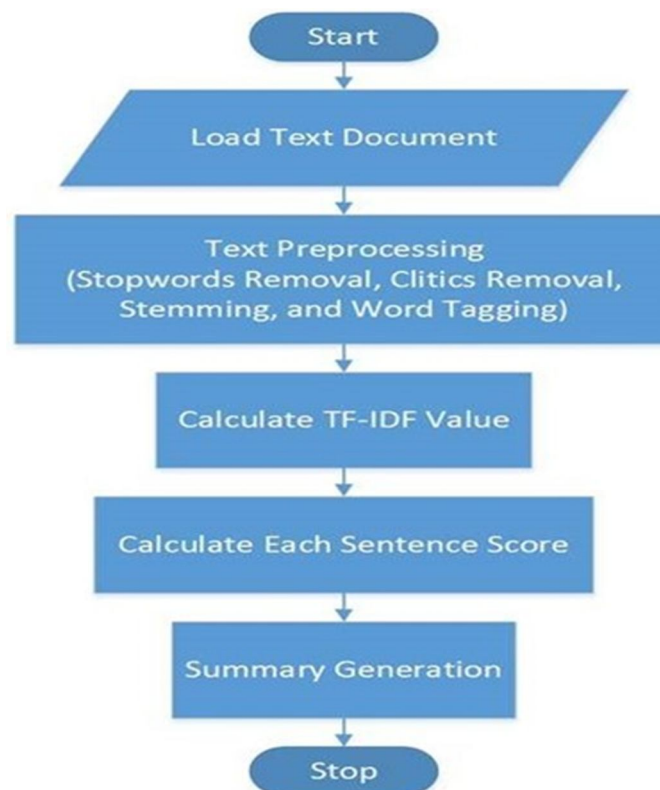 Start
Load Text Document
Text Preprocessing
(Stopwords Removal, Clitics Removal,
Stemming, and Word Tagging)
Calculate TF-IDF Value
Calculate Each Sentence Score
Summary Generation
Stop